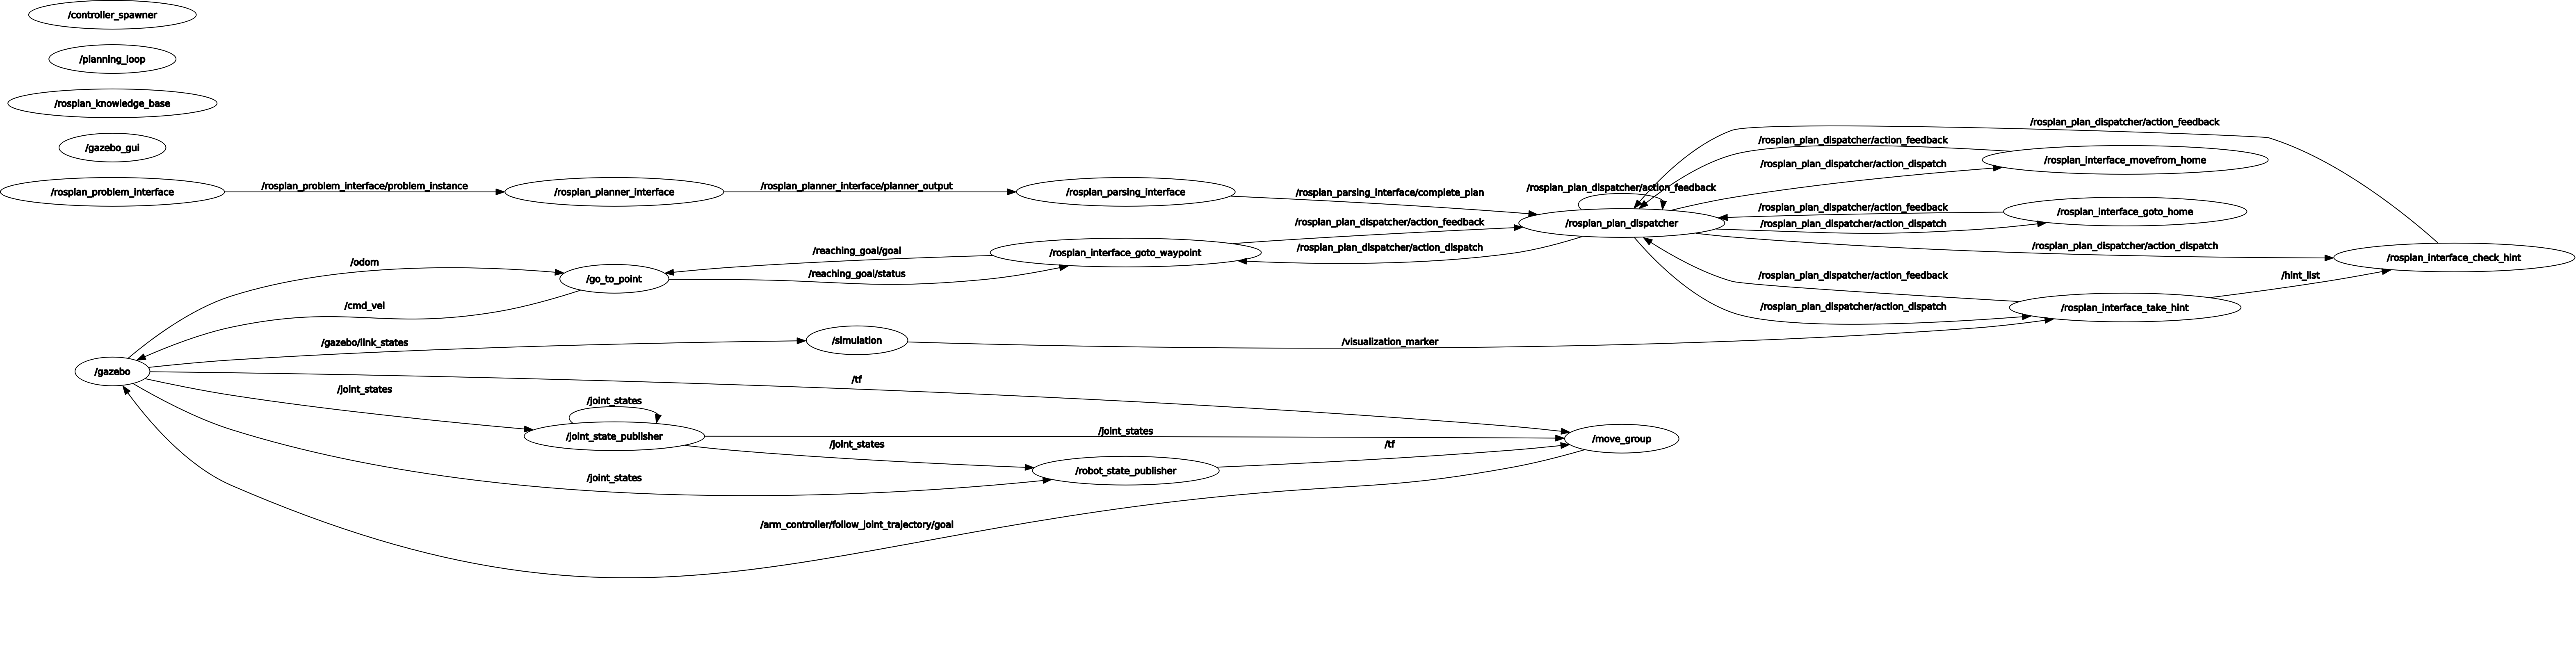 /controller_spawner
/planning_loop
/rosplan_knowledge_base
/gazebo_gui
/rosplan_problem_interface
/rosplan_problem_interface/problem_instance
/rosplan_planner_interface
/rosplan_planner_interface/planner_output
/rosplan_parsing_interface
/rosplan_parsing_interface/complete_plan
/rosplan_plan_dispatcher/action_feedback
/rosplan_plan_dispatcher
/rosplan_plan_dispatcher/action_feedback
/rosplan_plan_dispatcher/action_feedback
/rosplan_plan_dispatcher/action_dispatch
/rosplan_interface_movefrom_home
/rosplan_plan_dispatcher/action_feedback
/rosplan_plan_dispatcher/action_dispatch
/rosplan_interface_goto_home
/rosplan_plan_dispatcher/action_dispatch
/rosplan_interface_check_hint
/rosplan_plan_dispatcher/action_feedback
/rosplan_plan_dispatcher/action_dispatch
/rosplan_interface_take_hint
/hint_list
/rosplan_plan_dispatcher/action_feedback
/rosplan_plan_dispatcher/action_dispatch
/rosplan_interface_goto_waypoint
/reaching_goal/goal
/reaching_goal/status
/go_to_point
/odom
/cmd_vel
/gazebo/link_states
/simulation
/visualization_marker
/gazebo
/tf
/joint_states
/joint_states
/joint_state_publisher
/joint_states
/joint_states
/move_group
/tf
/robot_state_publisher
/joint_states
/arm_controller/follow_joint_trajectory/goal